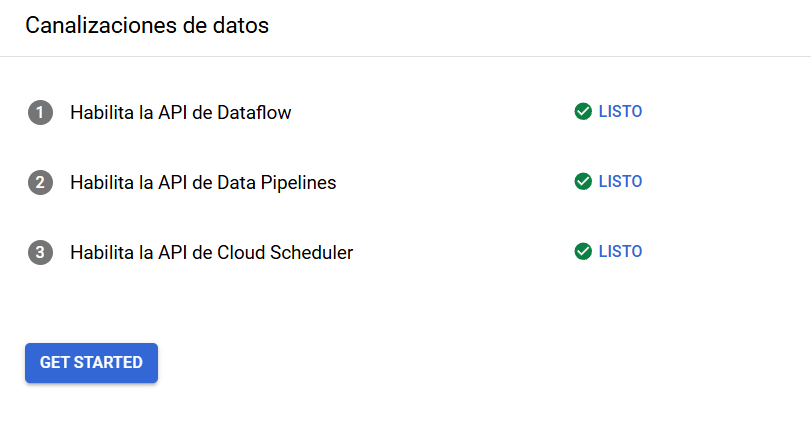 Canalizaciones de datos
1 Habilita la API de Dataflow LISTO
2 Habilita la API de Data Pipelines LISTO
3 Habilita la API de Cloud Scheduler LISTO
GET STARTED